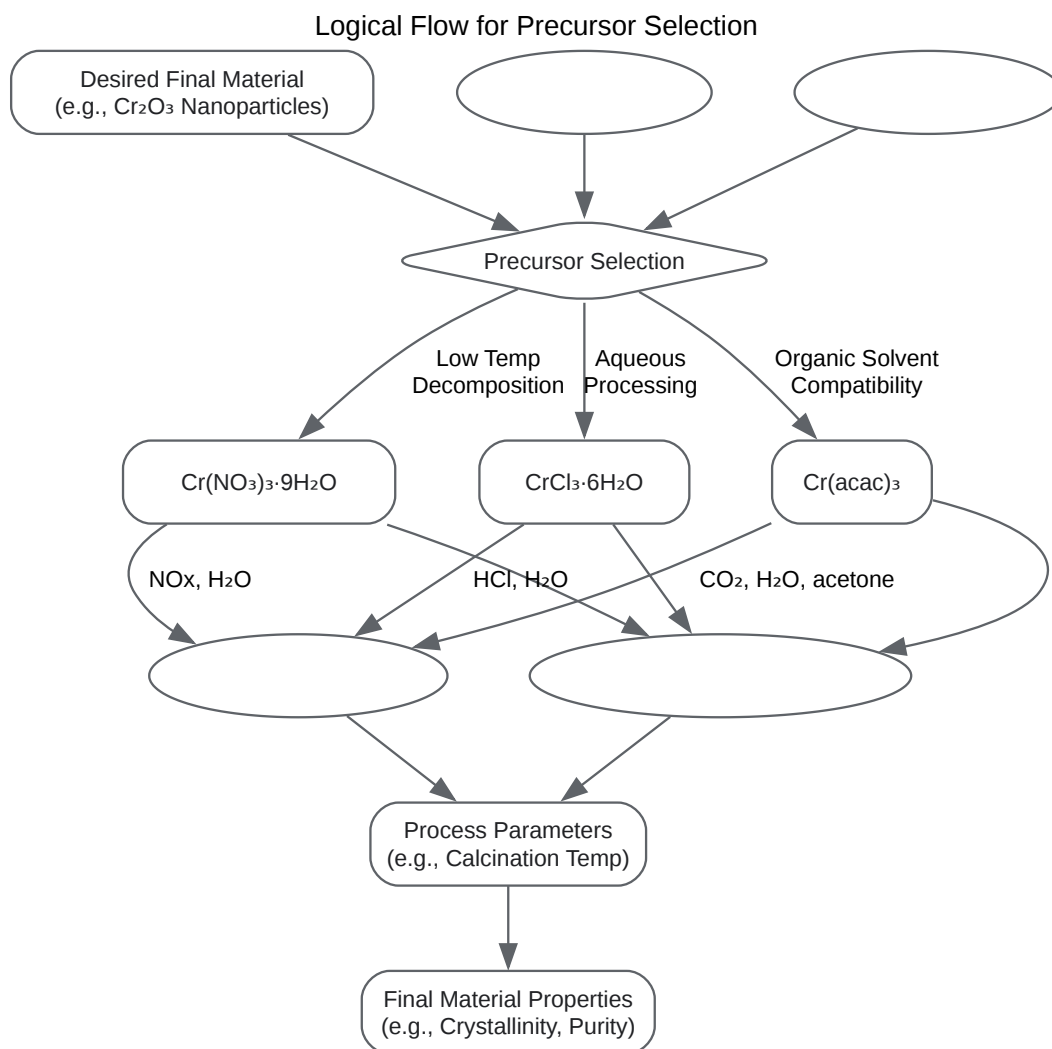 Logical Flow for Precursor Selection
Desired Final Material
(e.g., Cr₂O₃ Nanoparticles)
Precursor Selection
Low Temp
Decomposition
Aqueous
Processing
Organic Solvent
Compatibility
Cr(NO₃)₃·9H₂O
CrCl₃·6H₂O
Cr(acac)₃
NOx, H₂O
HCl, H₂O
CO₂, H₂O, acetone
Process Parameters
(e.g., Calcination Temp)
Final Material Properties
(e.g., Crystallinity, Purity)